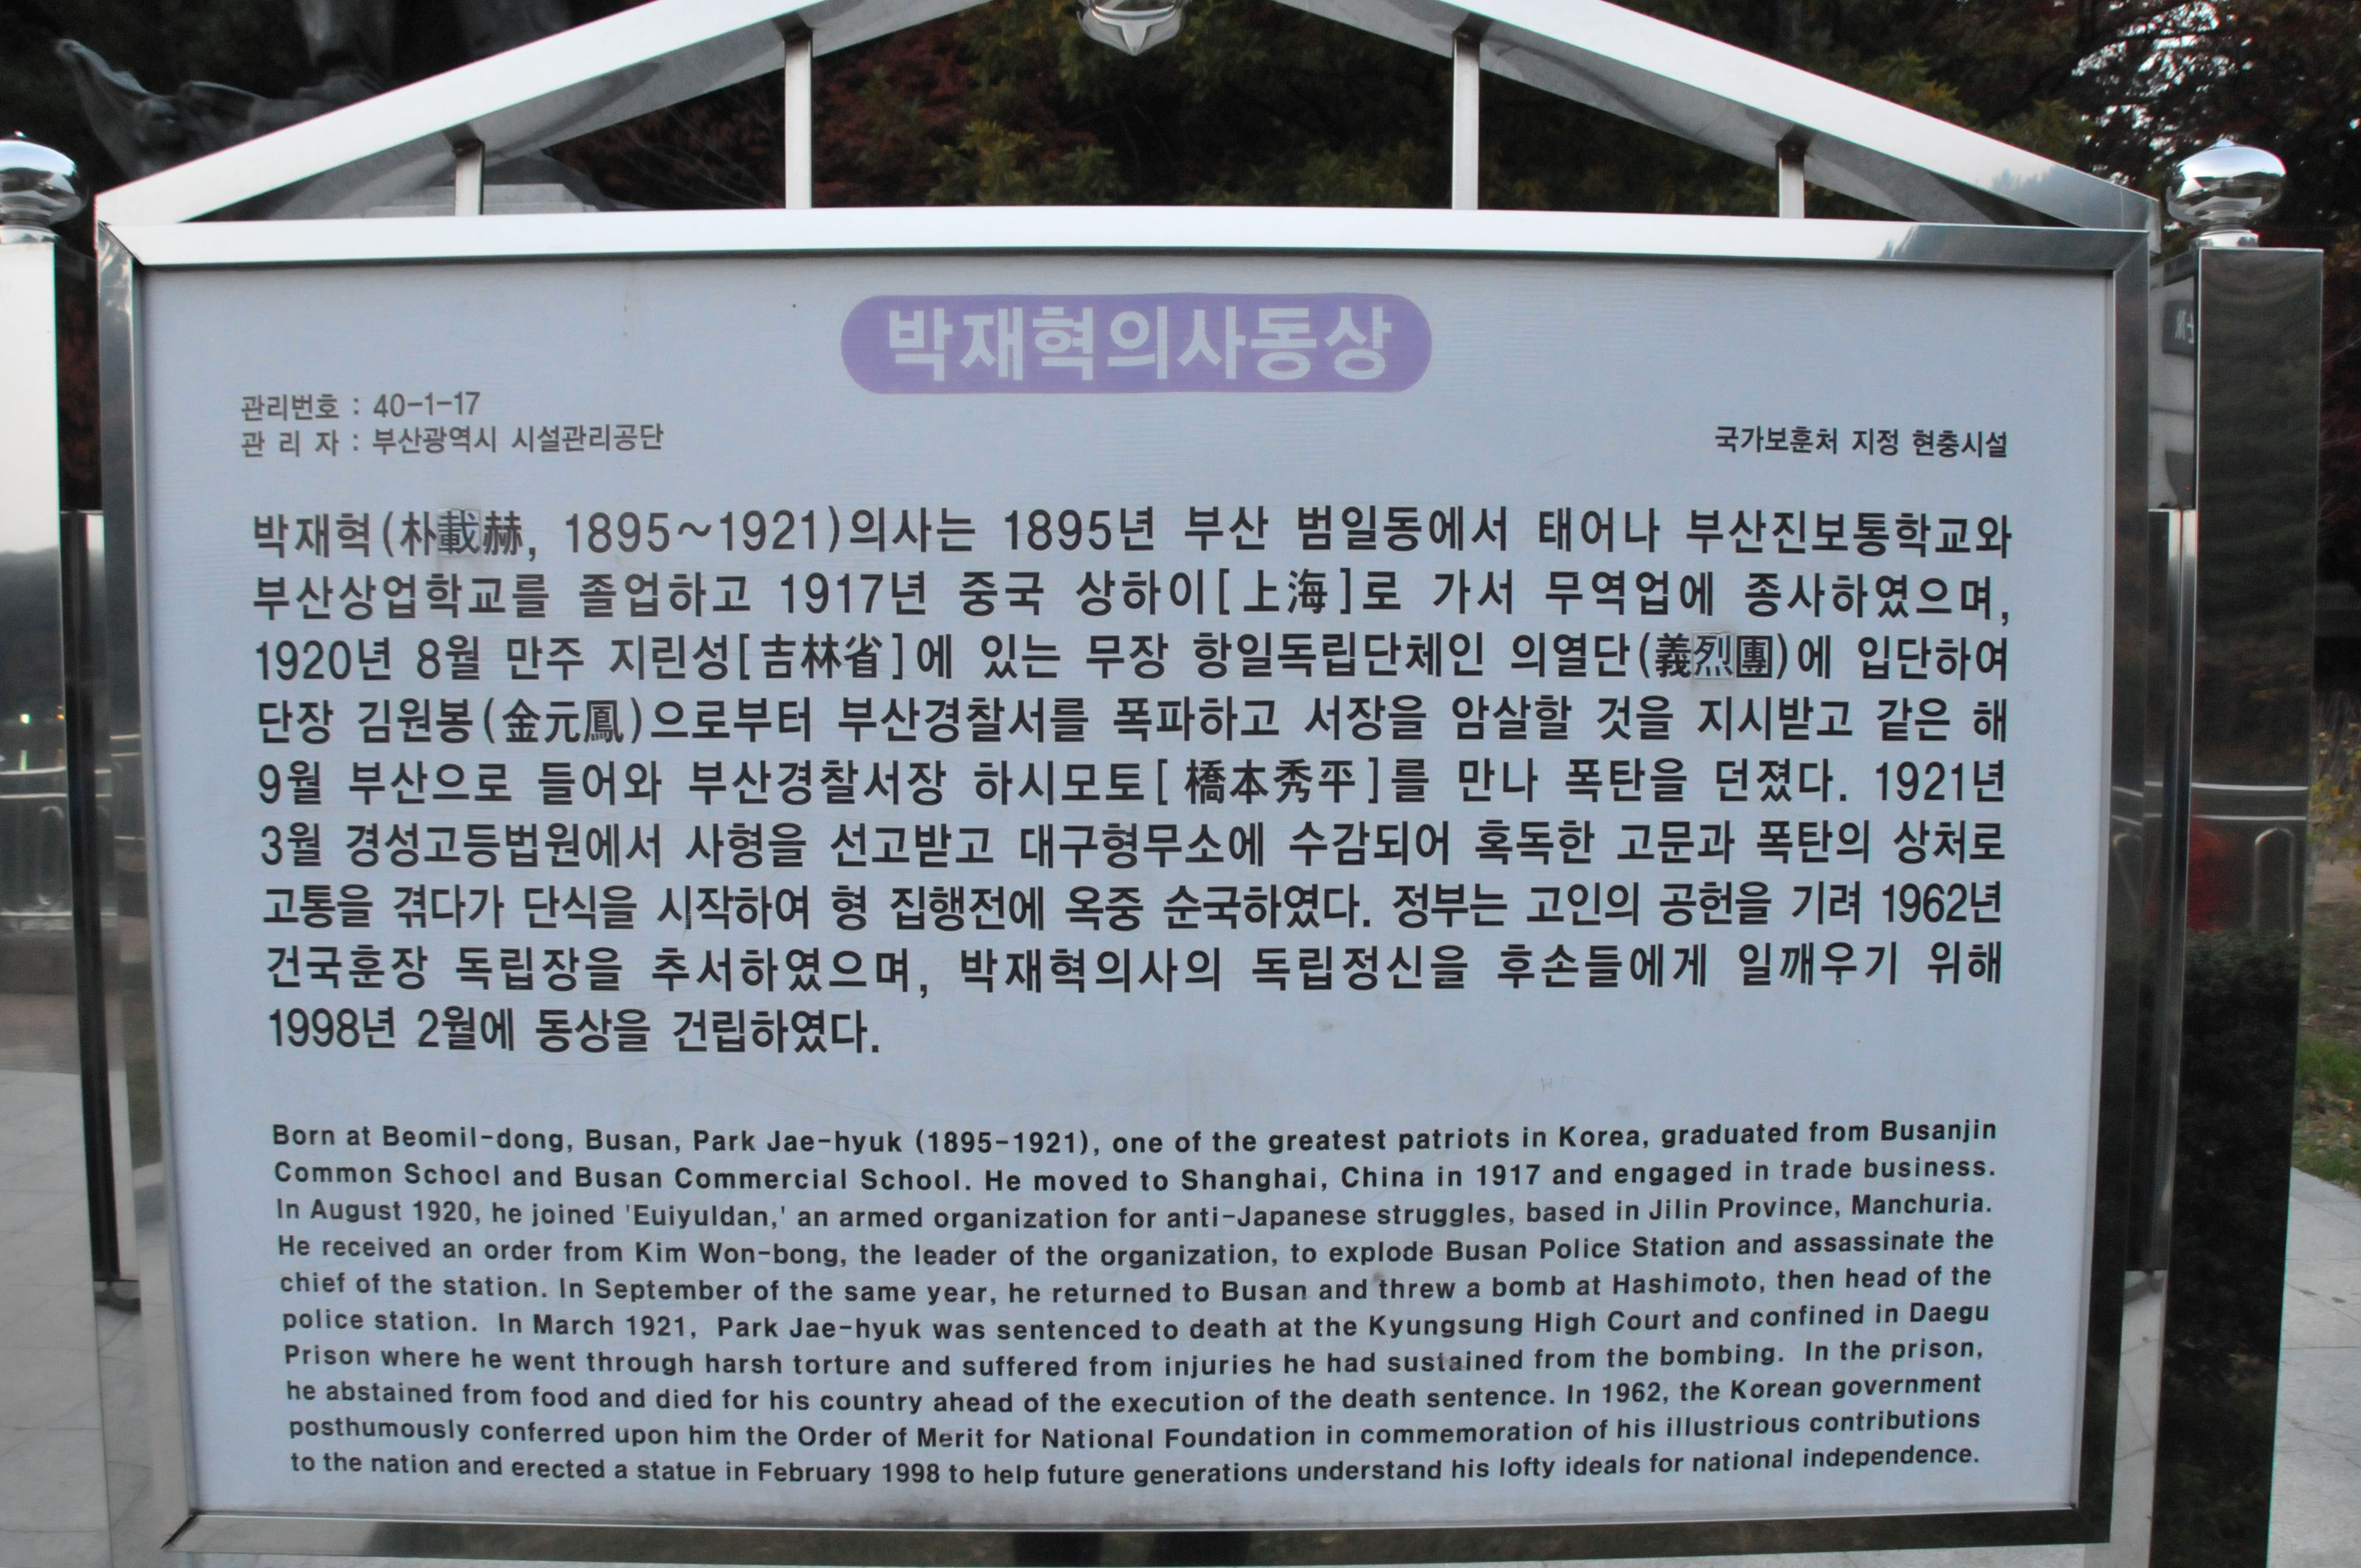 박재혁의사동상
관리번호 : 40-1-17
관 리 자 : 부산광역시 시설관리공단
국가보훈처 지정 현충시설
박재혁(朴載赫, 1895~1921)의사는 1895년 부산 범일동에서 태어나 부산진보통학교와
부산상업학교를 졸업하고 1917년 중국 상하이[上海]로 가서 무역업에 종사하였으며,
1920년 8월 만주 지린성[吉林省]에 있는 무장 항일독립단체인 의열단(義烈團)에 입단하여
단장 김원봉(金元鳳)으로부터 부산경찰서를 폭파하고 서장을 암살할 것을 지시받고 같은 해
9월 부산으로 들어와 부산경찰서장 하시모토[橋本秀平]를 만나 폭탄을 던졌다. 1921년
3월 경성고등법원에서 사형을 선고받고 대구형무소에 수감되어 혹독한 고문과 폭탄의 상처로
고통을 겪다가 단식을 시작하여 형 집행전에 옥중 순국하였다. 정부는 고인의 공헌을 기려 1962년
건국훈장 독립장을 추서하였으며, 박재혁의사의 독립정신을 후손들에게 일깨우기 위해
1998년 2월에 동상을 건립하였다.
Born at Beomil-dong, Busan, Park Jae-hyuk (1895-1921), one of the greatest patriots in Korea, graduated from Busanjin
Common School and Busan Commercial School. He moved to Shanghai, China in 1917 and engaged in trade business.
In August 1920, he joined 'Euiyuldan,' an armed organization for anti-Japanese struggles, based in Jilin Province, Manchuria.
He received an order from Kim Won-bong, the leader of the organization, to explode Busan Police Station and assassinate the
chief of the station. In September of the same year, he returned to Busan and threw a bomb at Hashimoto, then head of the
police station. In March 1921, Park Jae-hyuk was sentenced to death at the Kyungsung High Court and confined in Daegu
Prison where he went through harsh torture and suffered from injuries he had sustained from the bombing. In the prison,
he abstained from food and died for his country ahead of the execution of the death sentence. In 1962, the Korean government
posthumously conferred upon him the Order of Merit for National Foundation in commemoration of his illustrious contributions
to the nation and erected a statue in February 1998 to help future generations understand his lofty ideals for national independence.